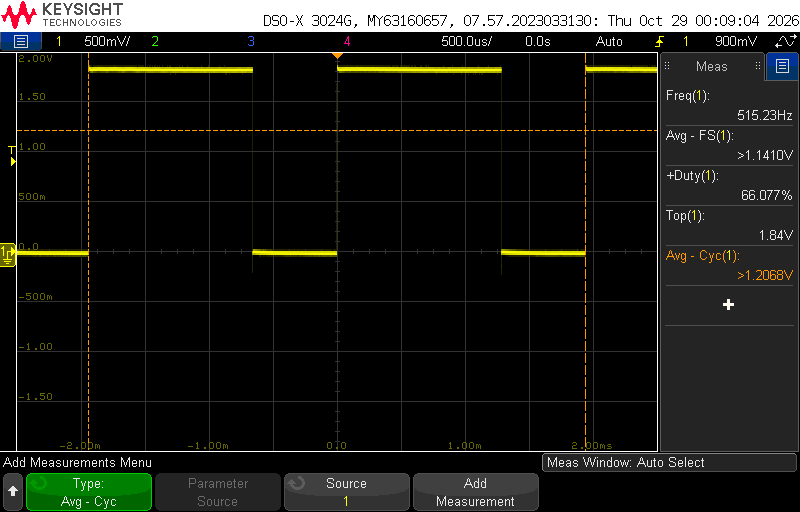 KEYSIGHT
TECHNOLOGIES
DSO-X 3024G, MY63160657, 07.57.2023033130: Thu Oct 29 00:09:04 2026
1 500mV/ 2 3 4 500.0us/ 0.0s Auto 1 900mV
2.00V
1.50
1.00
500m
0.0
-500m
-1.00
-1.50
-2.00m -1.00m 0.0 1.00m 2.00ms
T
1
Meas
Freq(1):
515.23Hz
Avg - FS(1):
>1.1410V
+Duty(1):
66.077%
Top(1):
1.84V
Avg - Cyc(1):
>1.2068V
Add Measurements Menu
Meas Window: Auto Select
Type:
Avg - Cyc
Parameter
Source
Source
1
Add
Measurement